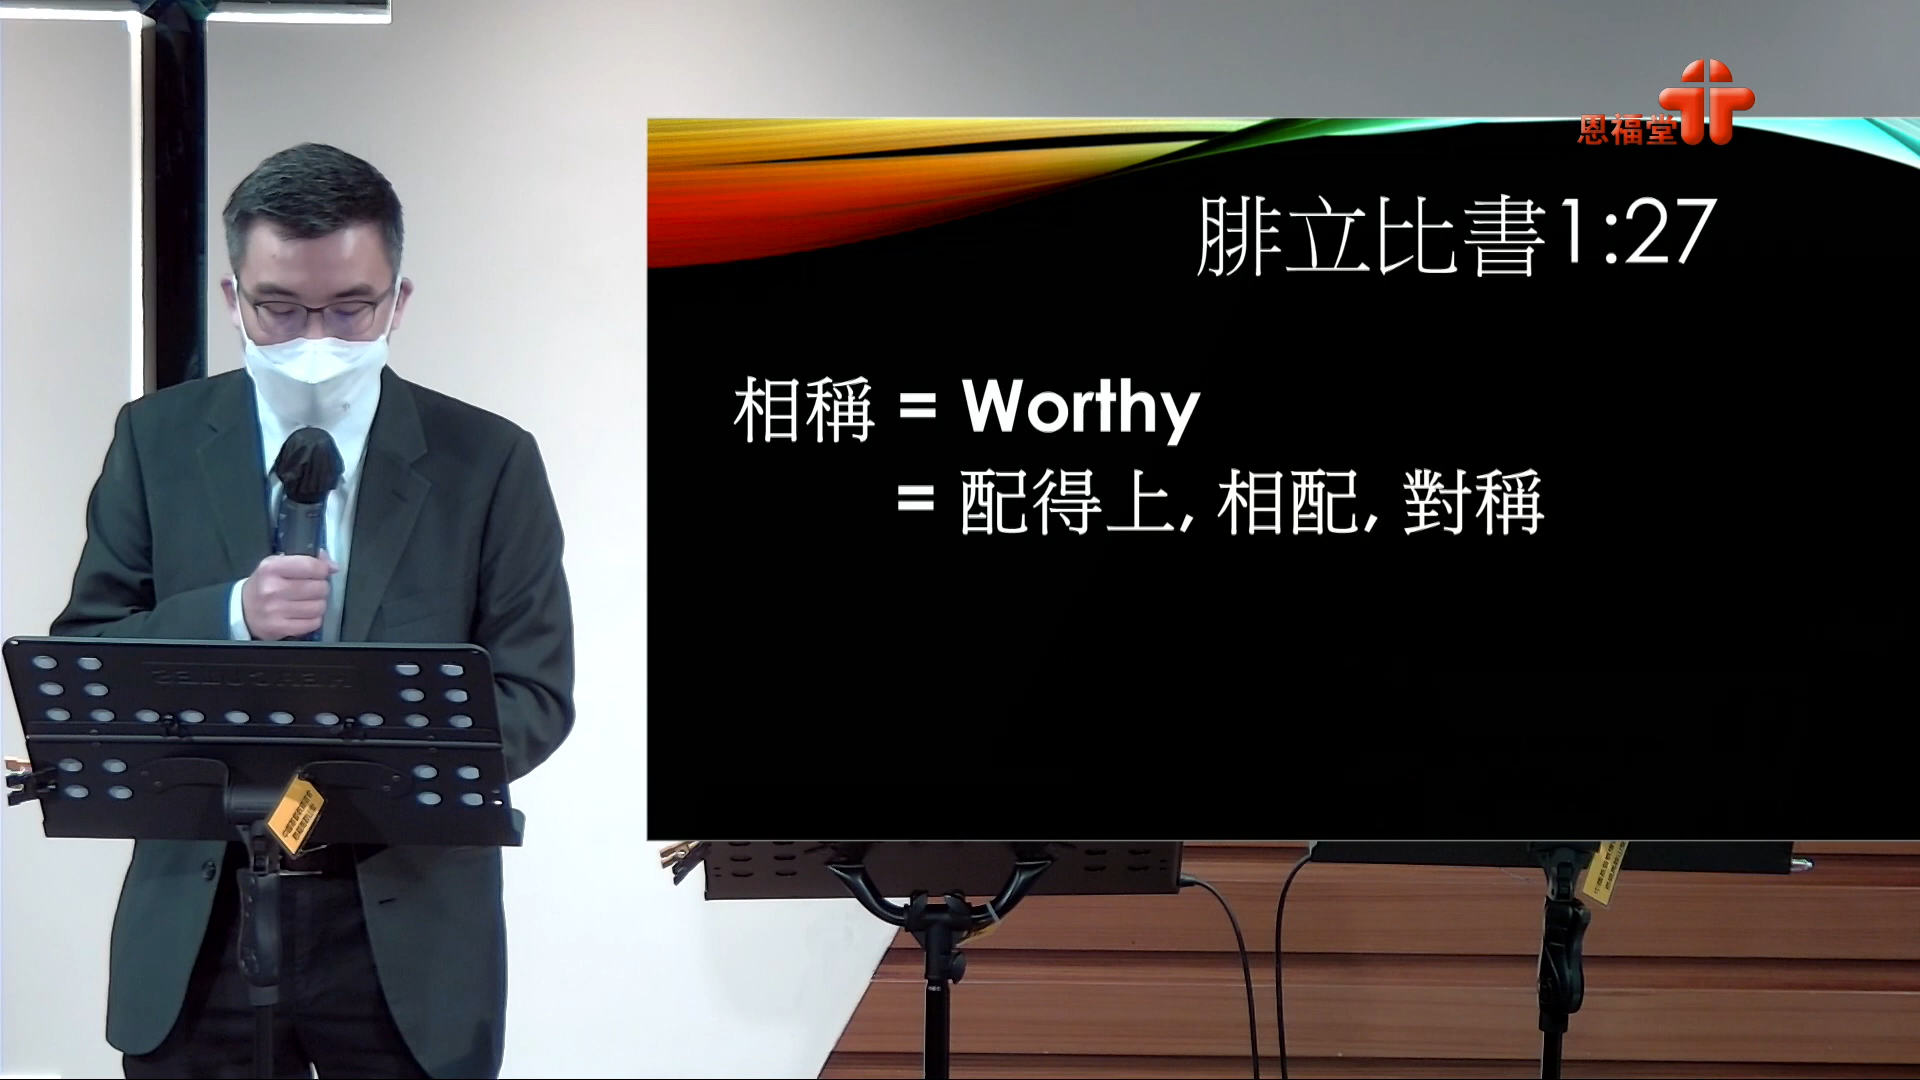 恩福堂
腓立比書1:27
相稱 = Worthy
= 配得上, 相配, 對稱
HERCULES